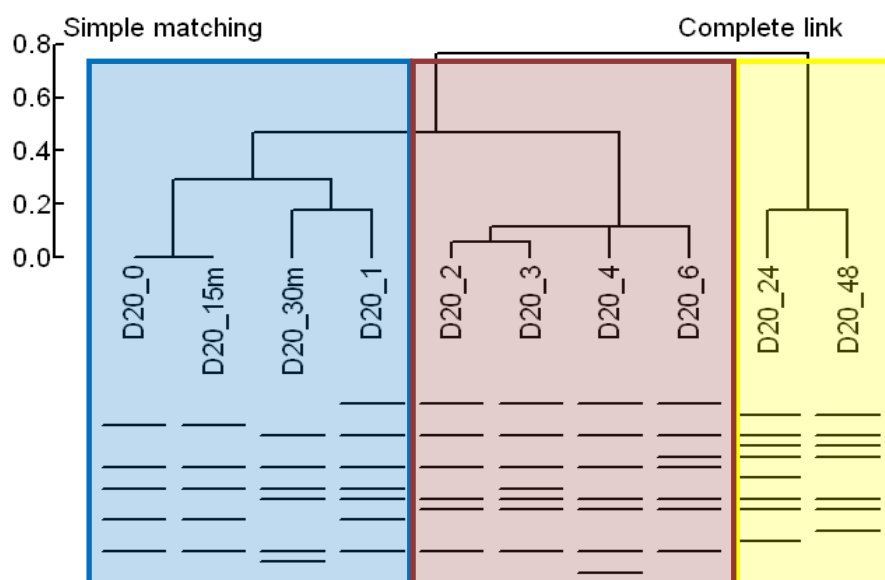 Simple matching
Complete link
0.8
0.6
0.4
0.2
0.0
D20_0
D20_15m
D20_30m
D20_1
D20_2
D20_3
D20_4
D20_6
D20_24
D20_48